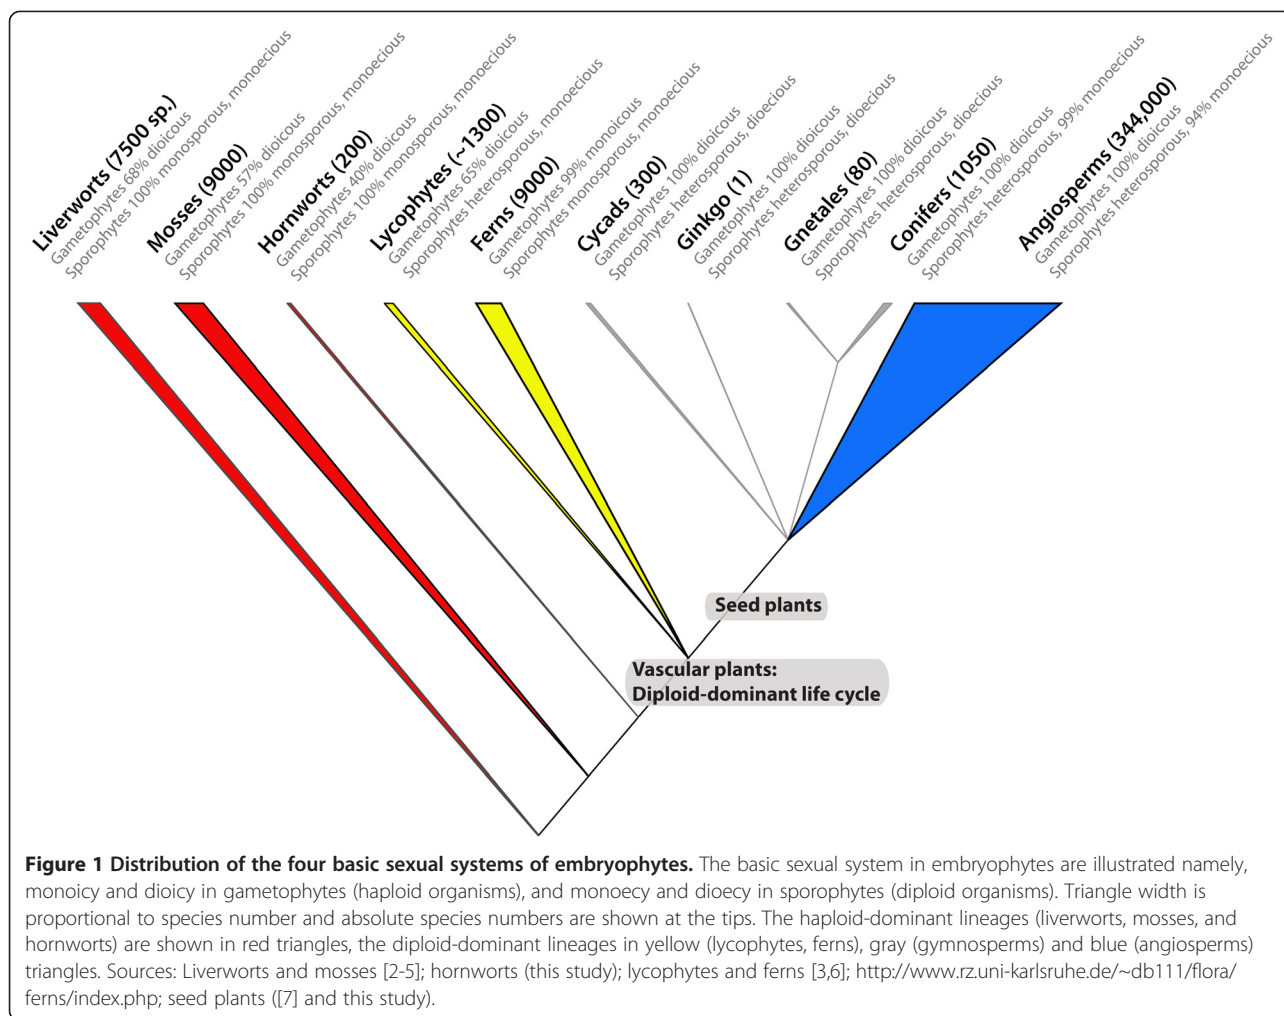 Liverworts (7500 sp.)
Gametophytes 68% dioicous
Sporophytes 100% monosporous, monoecious
Mosses (9000)
Gametophytes 57% dioicous
Sporophytes 100% monosporous, monoecious
Hornworts (200)
Gametophytes 40% dioicous
Sporophytes 100% monosporous, monoecious
Lycophytes (~1300)
Gametophytes 65% dioicous
Sporophytes heterosporous, monoecious
Ferns (9000)
Gametophytes 99% monoicous
Sporophytes monosporous, monoecious
Cycads (300)
Gametophytes 100% dioicous
Sporophytes heterosporous, dioecious
Ginkgo (1)
Gametophytes 100% dioicous
Sporophytes heterosporous, dioecious
Gnetales (80)
Gametophytes 100% dioicous
Sporophytes heterosporous, dioecious
Conifers (1050)
Gametophytes 100% dioicous
Sporophytes heterosporous, 99% monoecious
Angiosperms (344,000)
Gametophytes 100% dioicous
Sporophytes heterosporous, 94% monoecious
Seed plants
Vascular plants:
Diploid-dominant life cycle
Figure 1 Distribution of the four basic sexual systems of embryophytes. The basic sexual system in embryophytes are illustrated namely,
monoicy and dioicy in gametophytes (haploid organisms), and monoecy and dioecy in sporophytes (diploid organisms). Triangle width is
proportional to species number and absolute species numbers are shown at the tips. The haploid-dominant lineages (liverworts, mosses, and
hornworts) are shown in red triangles, the diploid-dominant lineages in yellow (lycophytes, ferns), gray (gymnosperms) and blue (angiosperms)
triangles. Sources: Liverworts and mosses [2-5]; hornworts (this study); lycophytes and ferns [3,6]; http://www.rz.uni-karlsruhe.de/~db111/flora/
ferns/index.php; seed plants ([7] and this study).